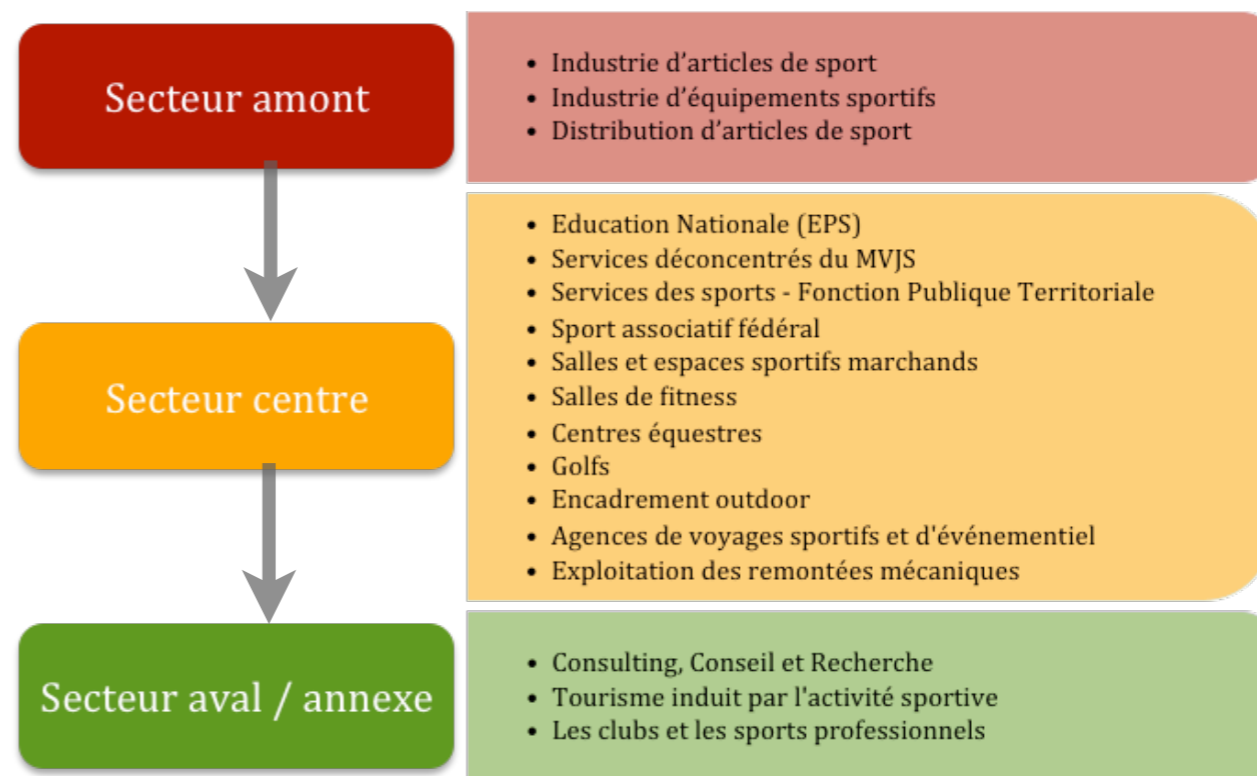 Secteur amont
• Industrie d’articles de sport
• Industrie d’équipements sportifs
• Distribution d’articles de sport
Secteur centre
• Education Nationale (EPS)
• Services déconcentrés du MVJS
• Services des sports - Fonction Publique Territoriale
• Sport associatif fédéral
• Salles et espaces sportifs marchands
• Salles de fitness
• Centres équestres
• Golfs
• Encadrement outdoor
• Agences de voyages sportifs et d'événementiel
• Exploitation des remontées mécaniques
Secteur aval / annexe
• Consulting, Conseil et Recherche
• Tourisme induit par l'activité sportive
• Les clubs et les sports professionnels